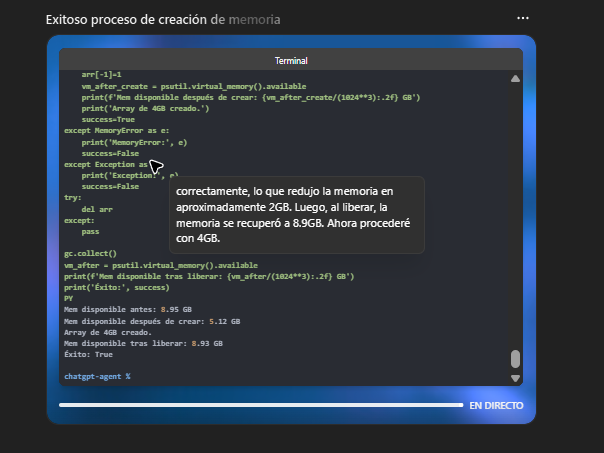 Exitoso proceso de creación de memoria
Terminal
arr[-1]=1
vm_after_create = psutil.virtual_memory().available
print(f'Mem disponible después de crear: {vm_after_create/(1024**3):.2f} GB')
print('Array de 4GB creado.')
success=True
except MemoryError as e:
print('MemoryError:', e)
success=False
except Exception as
print('Exception:', e)
success=False
try:
del arr
except:
pass
correctamente, lo que redujo la memoria en
aproximadamente 2GB. Luego, al liberar, la
memoria se recuperó a 8.9GB. Ahora procederé
con 4GB.
gc.collect()
vm_after = psutil.virtual_memory().available
print(f'Mem disponible tras liberar: {vm_after/(1024**3):.2f} GB')
print('Éxito:', success)
PY
Mem disponible antes: 8.95 GB
Mem disponible después de crear: 5.12 GB
Array de 4GB creado.
Mem disponible tras liberar: 8.93 GB
Éxito: True
chatgpt-agent %
EN DIRECTO